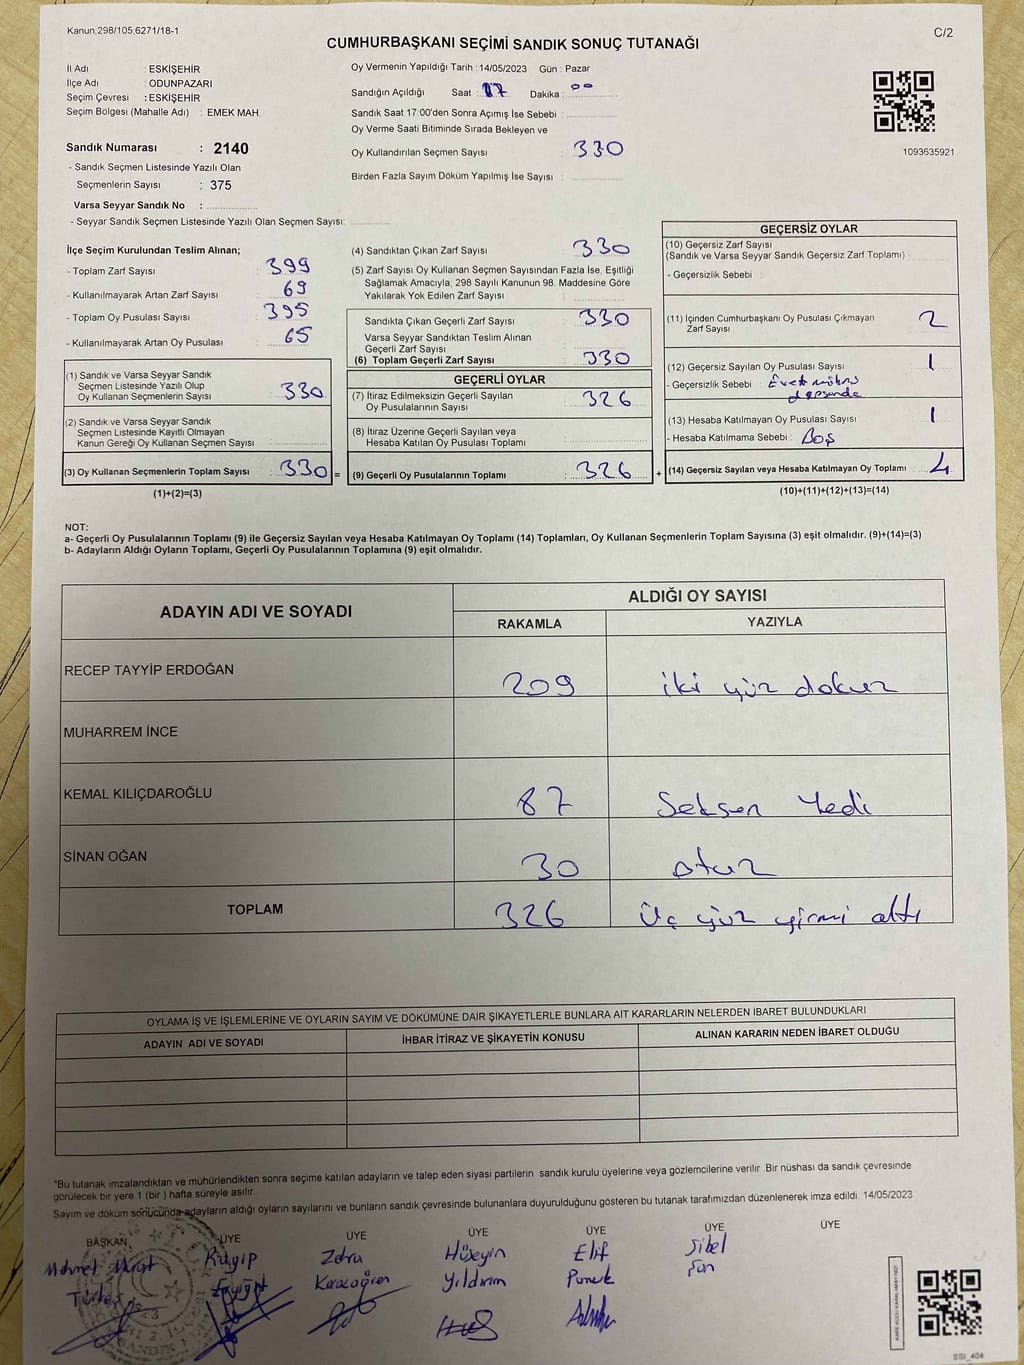 Kanun;298/105;6271/18-1
C/2
CUMHURBAŞKANI SEÇİMİ SANDIK SONUÇ TUTANAĞI
İl Adı : ESKİŞEHİR
İlçe Adı : ODUNPAZARI
Seçim Çevresi : ESKİŞEHİR
Seçim Bölgesi (Mahalle Adı) : EMEK MAH.
Sandık Numarası : 2140
- Sandık Seçmen Listesinde Yazılı Olan
Seçmenlerin Sayısı : 375
Varsa Seyyar Sandık No :
- Seyyar Sandık Seçmen Listesinde Yazılı Olan Seçmen Sayısı:
Oy Vermenin Yapıldığı Tarih :14/05/2023 Gün : Pazar
Sandığın Açıldığı Saat : 17 Dakika : 00
Sandık Saat 17:00'den Sonra Açımış İse Sebebi :
Oy Verme Saati Bitiminde Sırada Bekleyen ve
Oy Kullandırılan Seçmen Sayısı : 330
Birden Fazla Sayım Döküm Yapılmış İse Sayısı :
1093635921
İlçe Seçim Kurulundan Teslim Alınan;
- Toplam Zarf Sayısı : 399
- Kullanılmayarak Artan Zarf Sayısı : 69
- Toplam Oy Pusulası Sayısı : 395
- Kullanılmayarak Artan Oy Pusulası : 65
(1) Sandık ve Varsa Seyyar Sandık
Seçmen Listesinde Yazılı Olup
Oy Kullanan Seçmenlerin Sayısı : 330
(2) Sandık ve Varsa Seyyar Sandık
Seçmen Listesinde Kayıtlı Olmayan
Kanun Gereği Oy Kullanan Seçmen Sayısı :
(3) Oy Kullanan Seçmenlerin Toplam Sayısı : 330 =
(1)+(2)=(3)
(4) Sandıktan Çıkan Zarf Sayısı : 330
(5) Zarf Sayısı Oy Kullanan Seçmen Sayısından Fazla İse, Eşitliği
Sağlamak Amacıyla, 298 Sayılı Kanunun 98. Maddesine Göre
Yakılarak Yok Edilen Zarf Sayısı :
Sandıkta Çıkan Geçerli Zarf Sayısı : 330
Varsa Seyyar Sandıktan Teslim Alınan
Geçerli Zarf Sayısı :
(6) Toplam Geçerli Zarf Sayısı : 330
GEÇERLİ OYLAR
(7) İtiraz Edilmeksizin Geçerli Sayılan
Oy Pusulalarının Sayısı : 326
(8) İtiraz Üzerine Geçerli Sayılan veya
Hesaba Katılan Oy Pusulası Toplamı :
(9) Geçerli Oy Pusulalarının Toplamı : 326 +
GEÇERSİZ OYLAR
(10) Geçersiz Zarf Sayısı
(Sandık ve Varsa Seyyar Sandık Geçersiz Zarf Toplamı) :
- Geçersizlik Sebebi :
(11) İçinden Cumhurbaşkanı Oy Pusulası Çıkmayan
Zarf Sayısı : 2
(12) Geçersiz Sayılan Oy Pusulası Sayısı : 1
- Geçersizlik Sebebi : Evet mührü
dışında
(13) Hesaba Katılmayan Oy Pusulası Sayısı : 1
- Hesaba Katılmama Sebebi : Boş
(14) Geçersiz Sayılan veya Hesaba Katılmayan Oy Toplamı : 4
(10)+(11)+(12)+(13)=(14)
NOT:
a- Geçerli Oy Pusulalarının Toplamı (9) ile Geçersiz Sayılan veya Hesaba Katılmayan Oy Toplamı (14) Toplamları, Oy Kullanan Seçmenlerin Toplam Sayısına (3) eşit olmalıdır. (9)+(14)=(3)
b- Adayların Aldığı Oyların Toplamı, Geçerli Oy Pusulalarının Toplamına (9) eşit olmalıdır.
ADAYIN ADI VE SOYADI
ALDIĞI OY SAYISI
RAKAMLA YAZIYLA
RECEP TAYYİP ERDOĞAN 209 iki yüz dokuz
MUHARREM İNCE
KEMAL KILIÇDAROĞLU 87 Seksen Yedi
SİNAN OĞAN 30 otuz
TOPLAM 326 Üç yüz yirmi altı
OYLAMA İŞ VE İŞLEMLERİNE VE OYLARIN SAYIM VE DÖKÜMÜNE DAİR ŞİKAYETLERLE BUNLARA AİT KARARLARIN NELERDEN İBARET BULUNDUKLARI
ADAYIN ADI VE SOYADI İHBAR İTİRAZ VE ŞİKAYETİN KONUSU ALINAN KARARIN NEDEN İBARET OLDUĞU
*Bu tutanak imzalandıktan ve mühürlendikten sonra seçime katılan adayların ve talep eden siyasi partilerin sandık kurulu üyelerine veya gözlemcilerine verilir .Bir nüshası da sandık çevresinde
görülecek bir yere 1 (bir ) hafta süreyle asılır.
Sayım ve döküm sonucunda adayların aldığı oyların sayılarını ve bunların sandık çevresinde bulunanlara duyurulduğunu gösteren bu tutanak tarafımızdan düzenlenerek imza edildi. 14/05/2023
BAŞKAN ÜYE ÜYE ÜYE ÜYE ÜYE ÜYE
Mehmet Murat Ragıp Zehra Hüseyin Elif Sibel
Karacaören Yıldırım
SSI_404